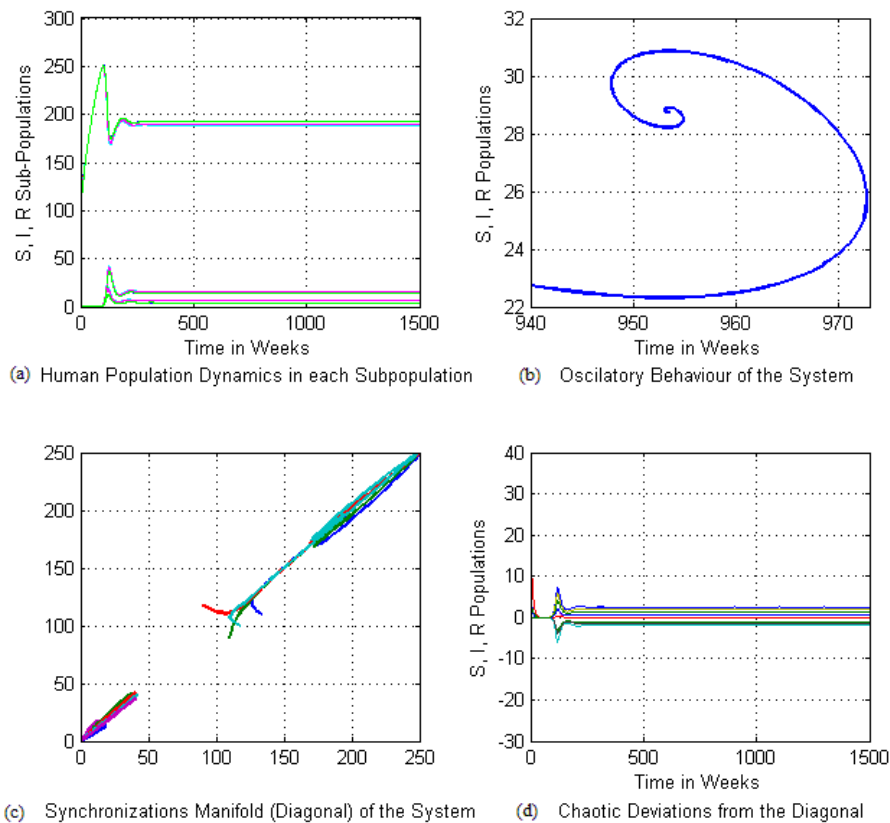 300
250
200
150
100
50
0
S, I, R Sub-Populations
0 500 1000 1500
Time in Weeks
(a) Human Population Dynamics in each Subpopulation
32
30
28
26
24
22
S, I, R Populations
940 950 960 970
Time in Weeks
(b) Oscilatory Behaviour of the System
250
200
150
100
50
0
0 50 100 150 200 250
(c) Synchronizations Manifold (Diagonal) of the System
40
30
20
10
0
-10
-20
-30
S, I, R Populations
0 500 1000 1500
Time in Weeks
(d) Chaotic Deviations from the Diagonal